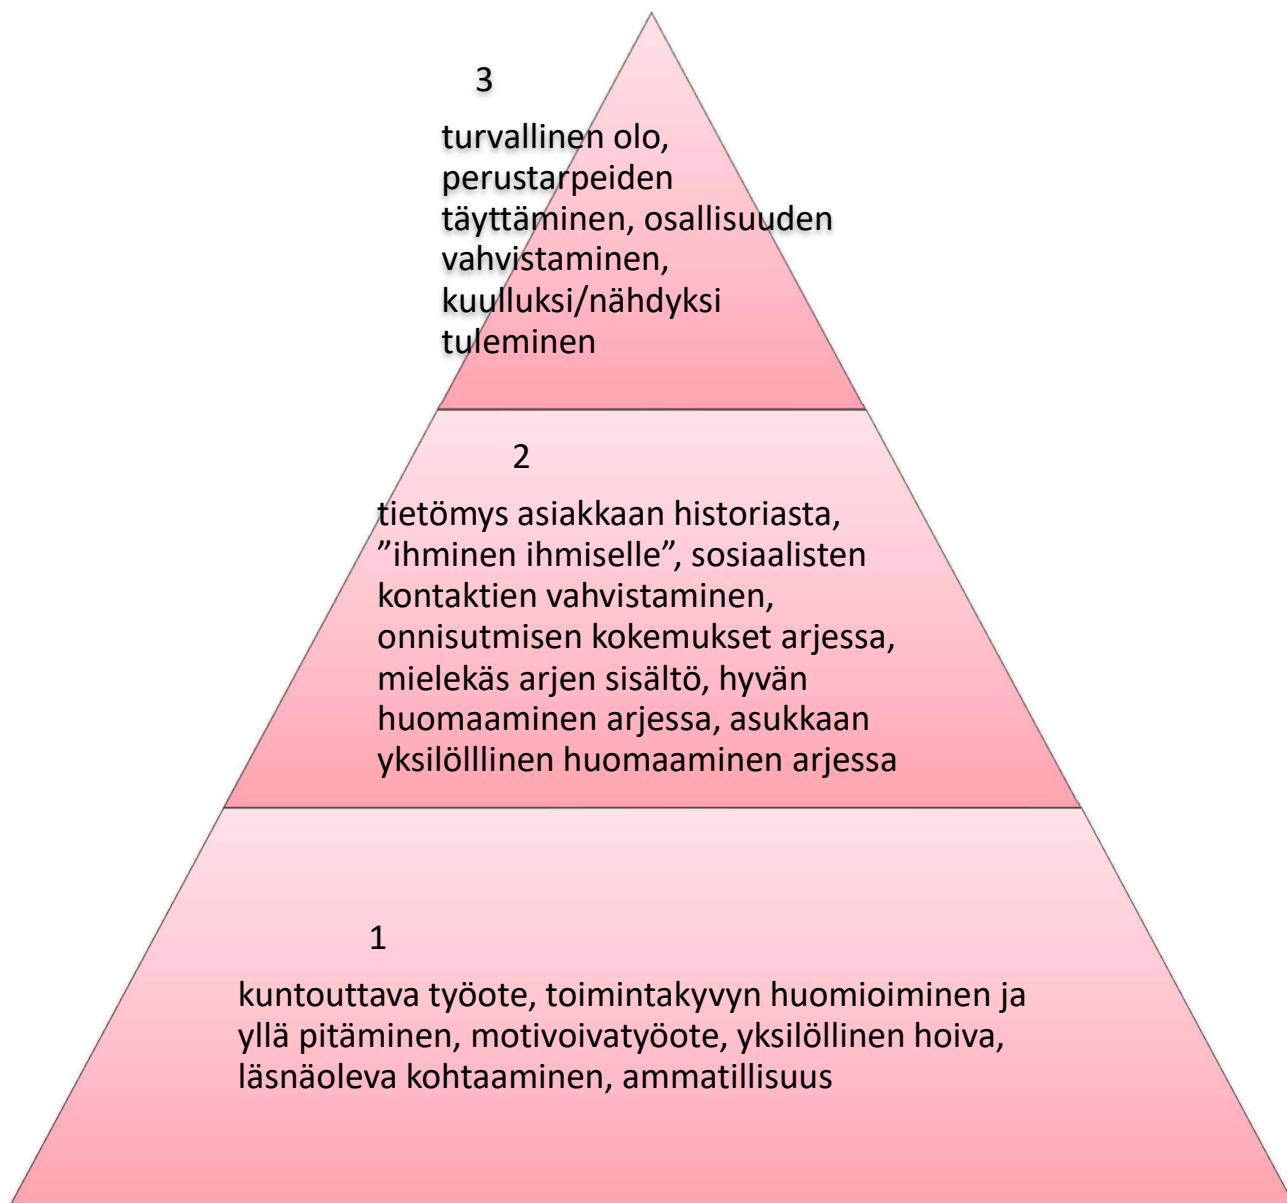 3
turvallinen olo,
perustarpeiden
täyttäminen, osallisuuden
vahvistaminen,
kuulluksi/nähdyksi
tuleminen
2
tietömys asiakkaan historiasta,
”ihminen ihmiselle”, sosiaalisten
kontaktien vahvistaminen,
onnisutmisen kokemukset arjessa,
mielekäs arjen sisältö, hyvän
huomaaminen arjessa, asukkaan
yksilölllinen huomaaminen arjessa
1
kuntouttava työote, toimintakyvyn huomioiminen ja
yllä pitäminen, motivoivatyöote, yksilöllinen hoiva,
läsnäoleva kohtaaminen, ammatillisuus